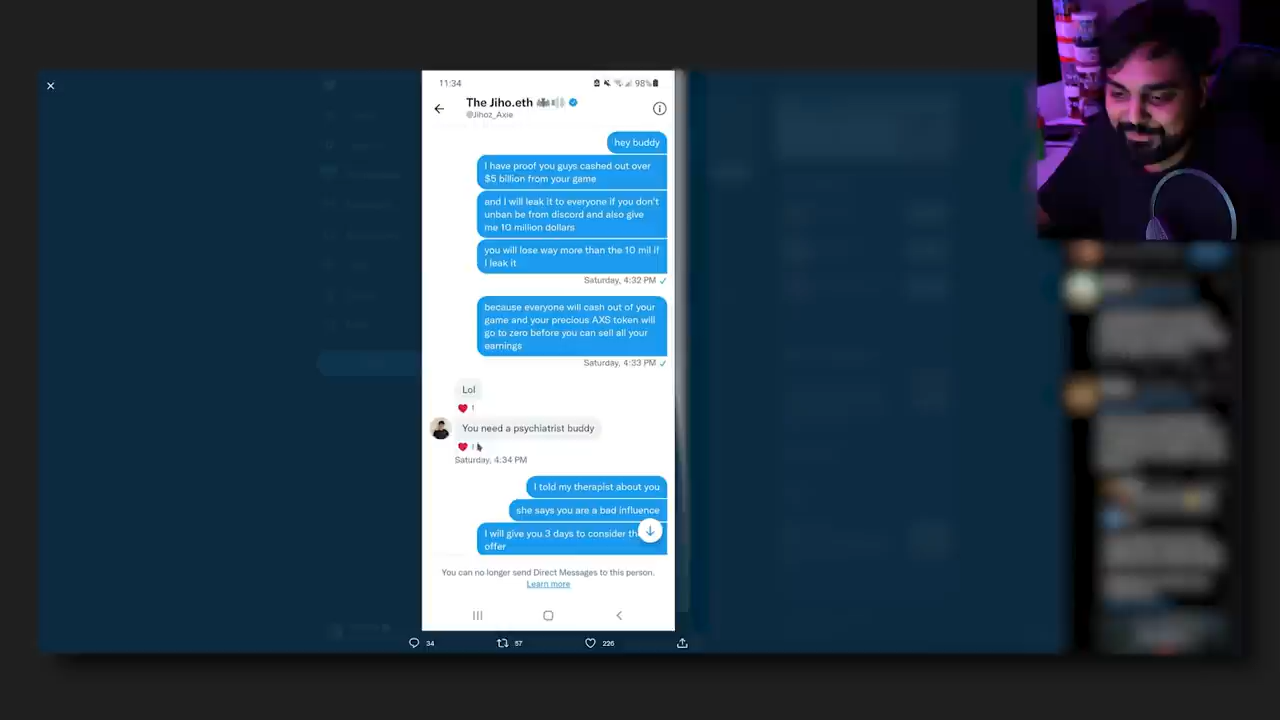 11:34
98%
The Jiho.eth
@Jihoz_Axie
hey buddy
I have proof you guys cashed out over
$5 billion from your game
and I will leak it to everyone if you don't
unban be from discord and also give
me 10 million dollars
you will lose way more than the 10 mil if
I leak it
Saturday, 4:32 PM
because everyone will cash out of your
game and your precious AXS token will
go to zero before you can sell all your
earnings
Saturday, 4:33 PM
Lol
1
You need a psychiatrist buddy
1
Saturday, 4:34 PM
I told my therapist about you
she says you are a bad influence
I will give you 3 days to consider
offer
You can no longer send Direct Messages to this person.
Learn more
34
57
226